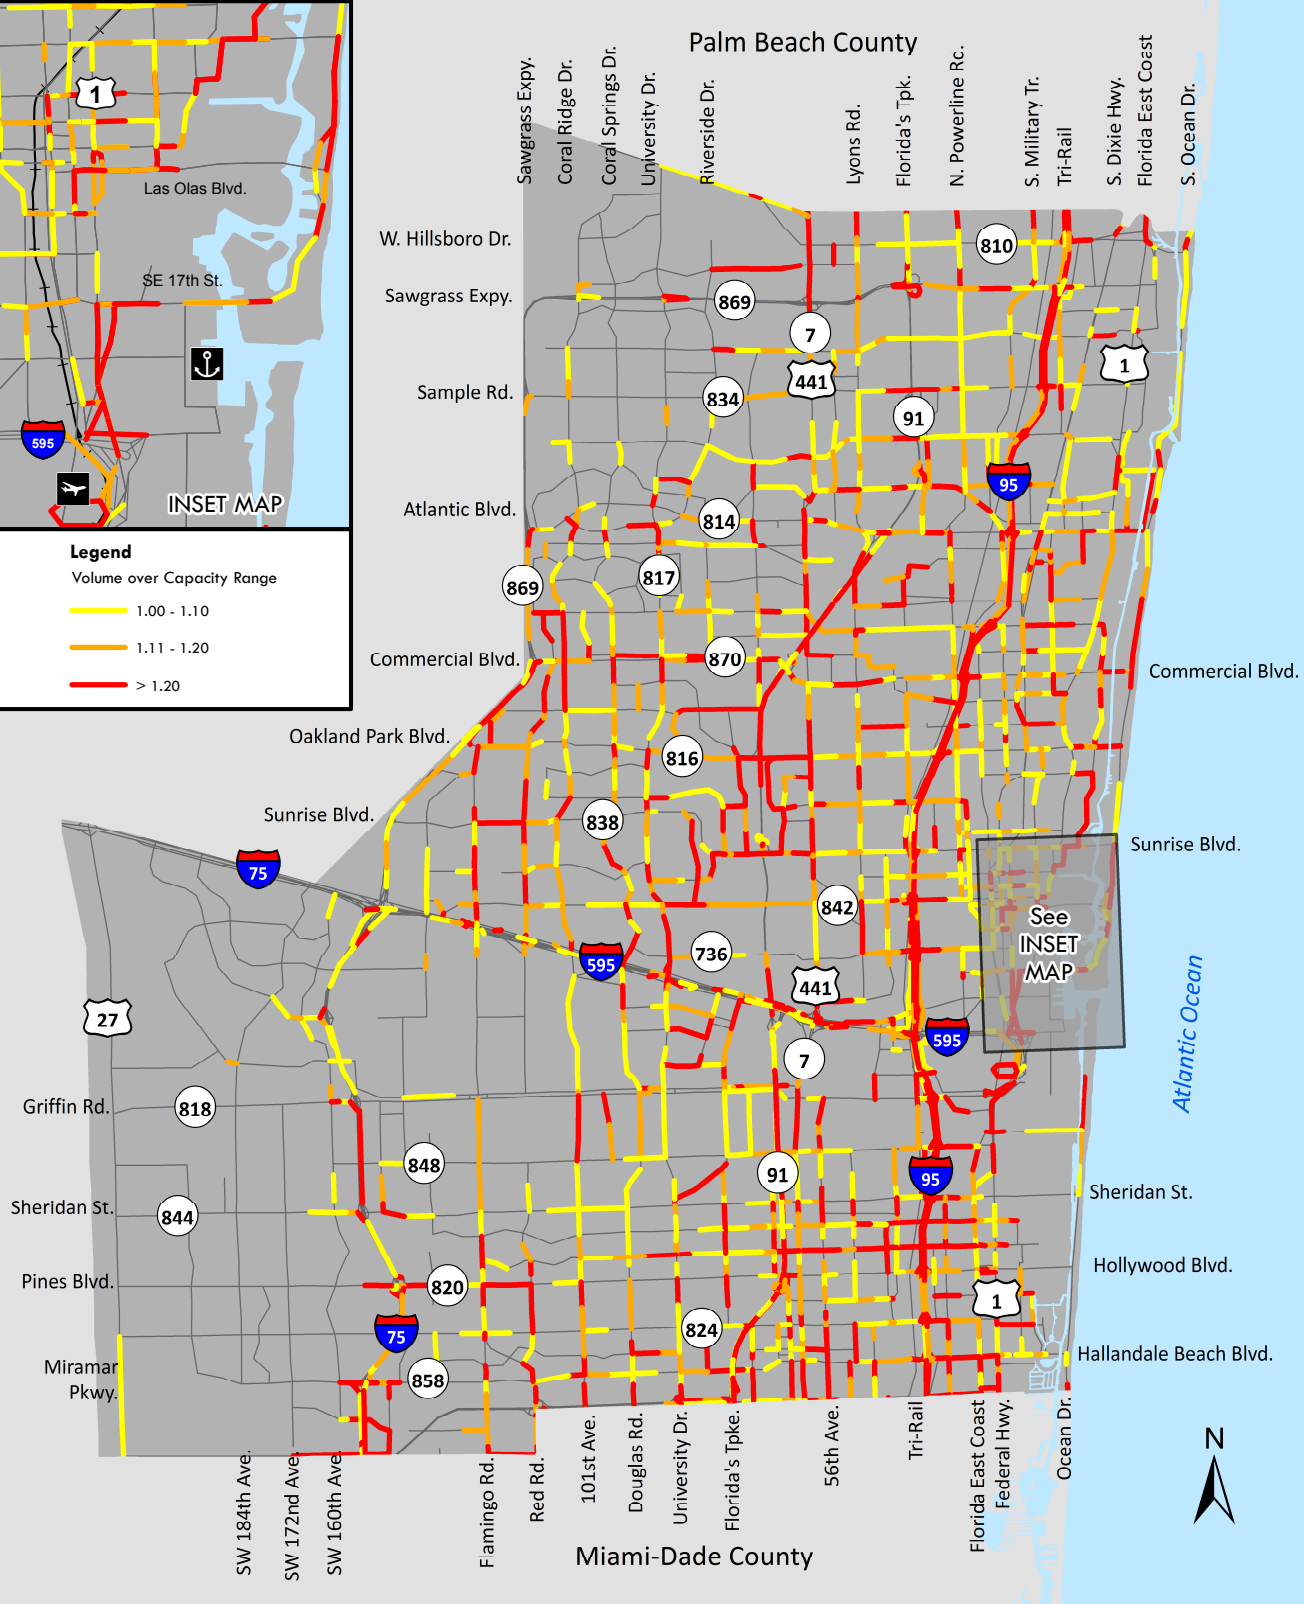 Palm Beach County
Sawgrass Expy.
Coral Ridge Dr.
Coral Springs Dr.
University Dr.
Riverside Dr.
Lyons Rd.
Florida's Tpk.
N. Powerline Rc.
S. Military Tr.
Tri-Rail
S. Dixie Hwy.
Florida East Coast
S. Ocean Dr.
1
Las Olas Blvd.
SE 17th St.
595
INSET MAP
Legend
Volume over Capacity Range
1.00 - 1.10
1.11 - 1.20
> 1.20
W. Hillsboro Dr.
810
Sawgrass Expy.
869
7
1
441
Sample Rd.
834
91
95
Atlantic Blvd.
814
869
817
Commercial Blvd.
870
Commercial Blvd.
Oakland Park Blvd.
816
Sunrise Blvd.
838
Sunrise Blvd.
75
842
See
INSET
MAP
736
595
441
27
595
7
Atlantic Ocean
Griffin Rd.
818
848
91
95
Sheridan St.
Sheridan St.
844
Hollywood Blvd.
Pines Blvd.
820
1
75
824
Hallandale Beach Blvd.
Miramar
Pkwy.
858
SW 184th Ave.
SW 172nd Ave.
SW 160th Ave.
Flamingo Rd.
Red Rd.
101st Ave.
Douglas Rd.
University Dr.
Florida's Tpke.
56th Ave.
Tri-Rail
Florida East Coast
Federal Hwy.
Ocean Dr.
N
Miami-Dade County